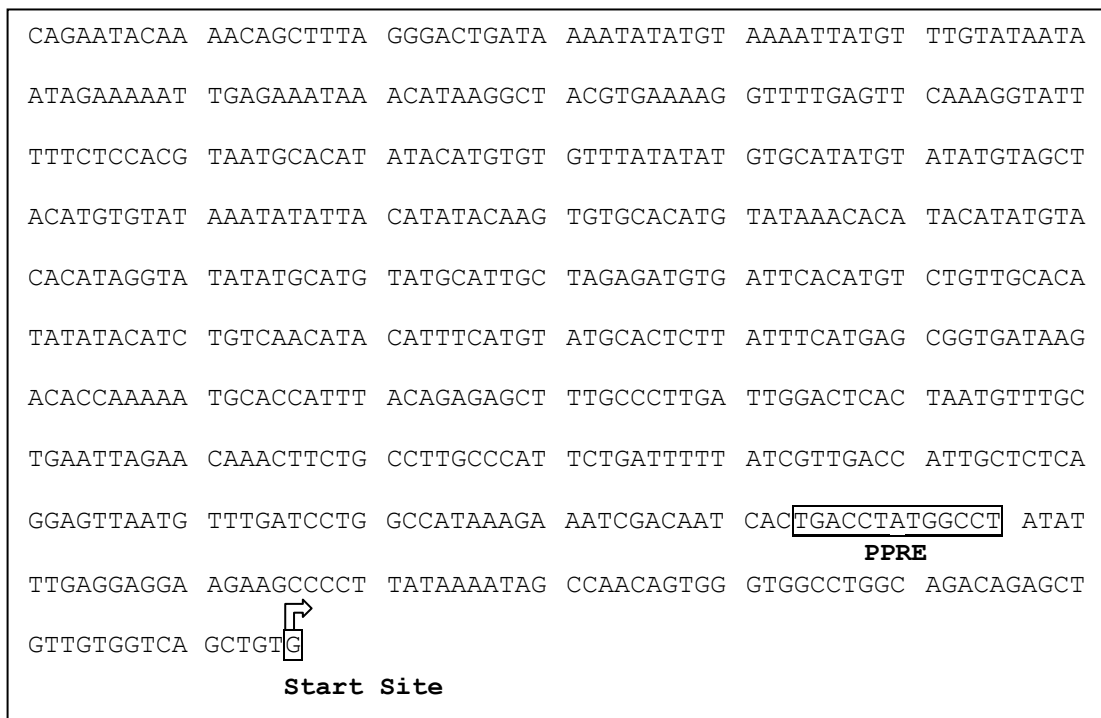 CAGAATACAA AACAGCTTTA GGGACTGATA AAATATATGT AAAATTATGT TTGTATAATA
ATAGAAAAAT TGAGAAATAA ACATAAGGCT ACGTGAAAAG GTTTTGAGTT CAAAGGTATT
TTTCTCCACG TAATGCACAT ATACATGTGT GTTTATATAT GTGCATATGT ATATGTAGCT
ACATGTGTAT AAATATATTA CATATACAAG TGTGCACATG TATAAACACA TACATATGTA
CACATAGGTA TATATGCATG TATGCATTGC TAGAGATGTG ATTCACATGT CTGTTGCACA
TATATACATC TGTCAACATA CATTTCATGT ATGCACTCTT ATTTCATGAG CGGTGATAAG
ACACCAAAAA TGCACCATTT ACAGAGAGCT TTGCCCTTGA TTGGACTCAC TAATGTTTGC
TGAATTAGAA CAAACTTCTG CCTTGCCCAT TCTGATTTTT ATCGTTGACC ATTGCTCTCA
GGAGTTAATG TTTGATCCTG GCCATAAAGA AATCGACAAT CACTGACCTATGGCCT ATAT
PPRE
TTGAGGAGGA AGAAGCCCCT TATAAAATAG CCAACAGTGG GTGGCCTGGC AGACAGAGCT
GTTGTGGTCA GCTGTG
Start Site